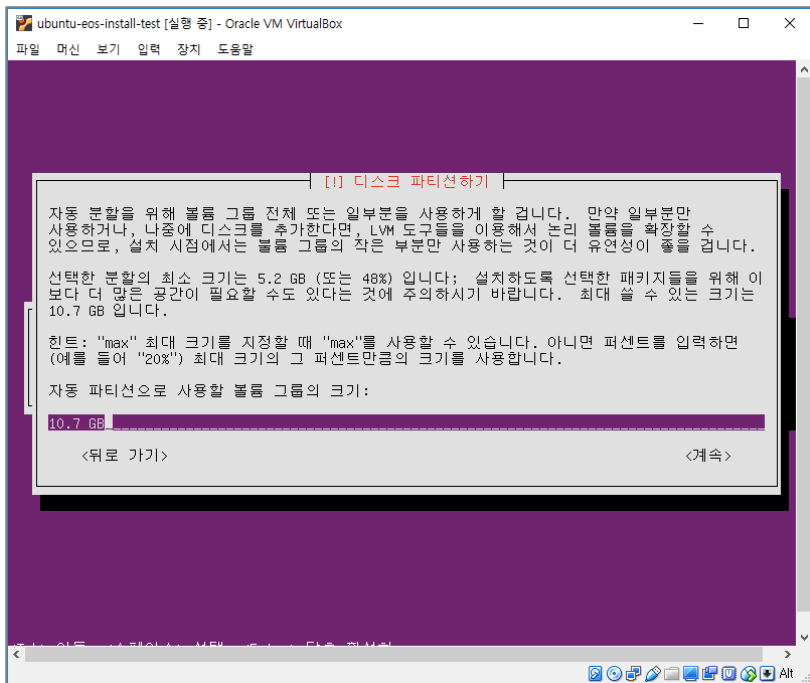 ubuntu-eos-install-test [실행 중] - Oracle VM VirtualBox
파일 머신 보기 입력 장치 도움말
[!] 디스크 파티션하기
자동 분할을 위해 볼륨 그룹 전체 또는 일부분을 사용하게 할 겁니다. 만약 일부분만
사용하거나, 나중에 디스크를 추가한다면, LVM 도구들을 이용해서 논리 볼륨을 확장할 수
있으므로, 설치 시점에서는 볼륨 그룹의 작은 부분만 사용하는 것이 더 유연성이 좋을 겁니다.
선택한 분할의 최소 크기는 5.2 GB (또는 48%) 입니다; 설치하도록 선택한 패키지들을 위해 이
보다 더 많은 공간이 필요할 수도 있다는 것에 주의하시기 바랍니다. 최대 쓸 수 있는 크기는
10.7 GB 입니다.
힌트: "max" 최대 크기를 지정할 때 "max"를 사용할 수 있습니다. 아니면 퍼센트를 입력하면
(예를 들어 "20%") 최대 크기의 그 퍼센트만큼의 크기를 사용합니다.
자동 파티션으로 사용할 볼륨 그룹의 크기:
10.7 GB
<뒤로 가기> <계속>
Alt